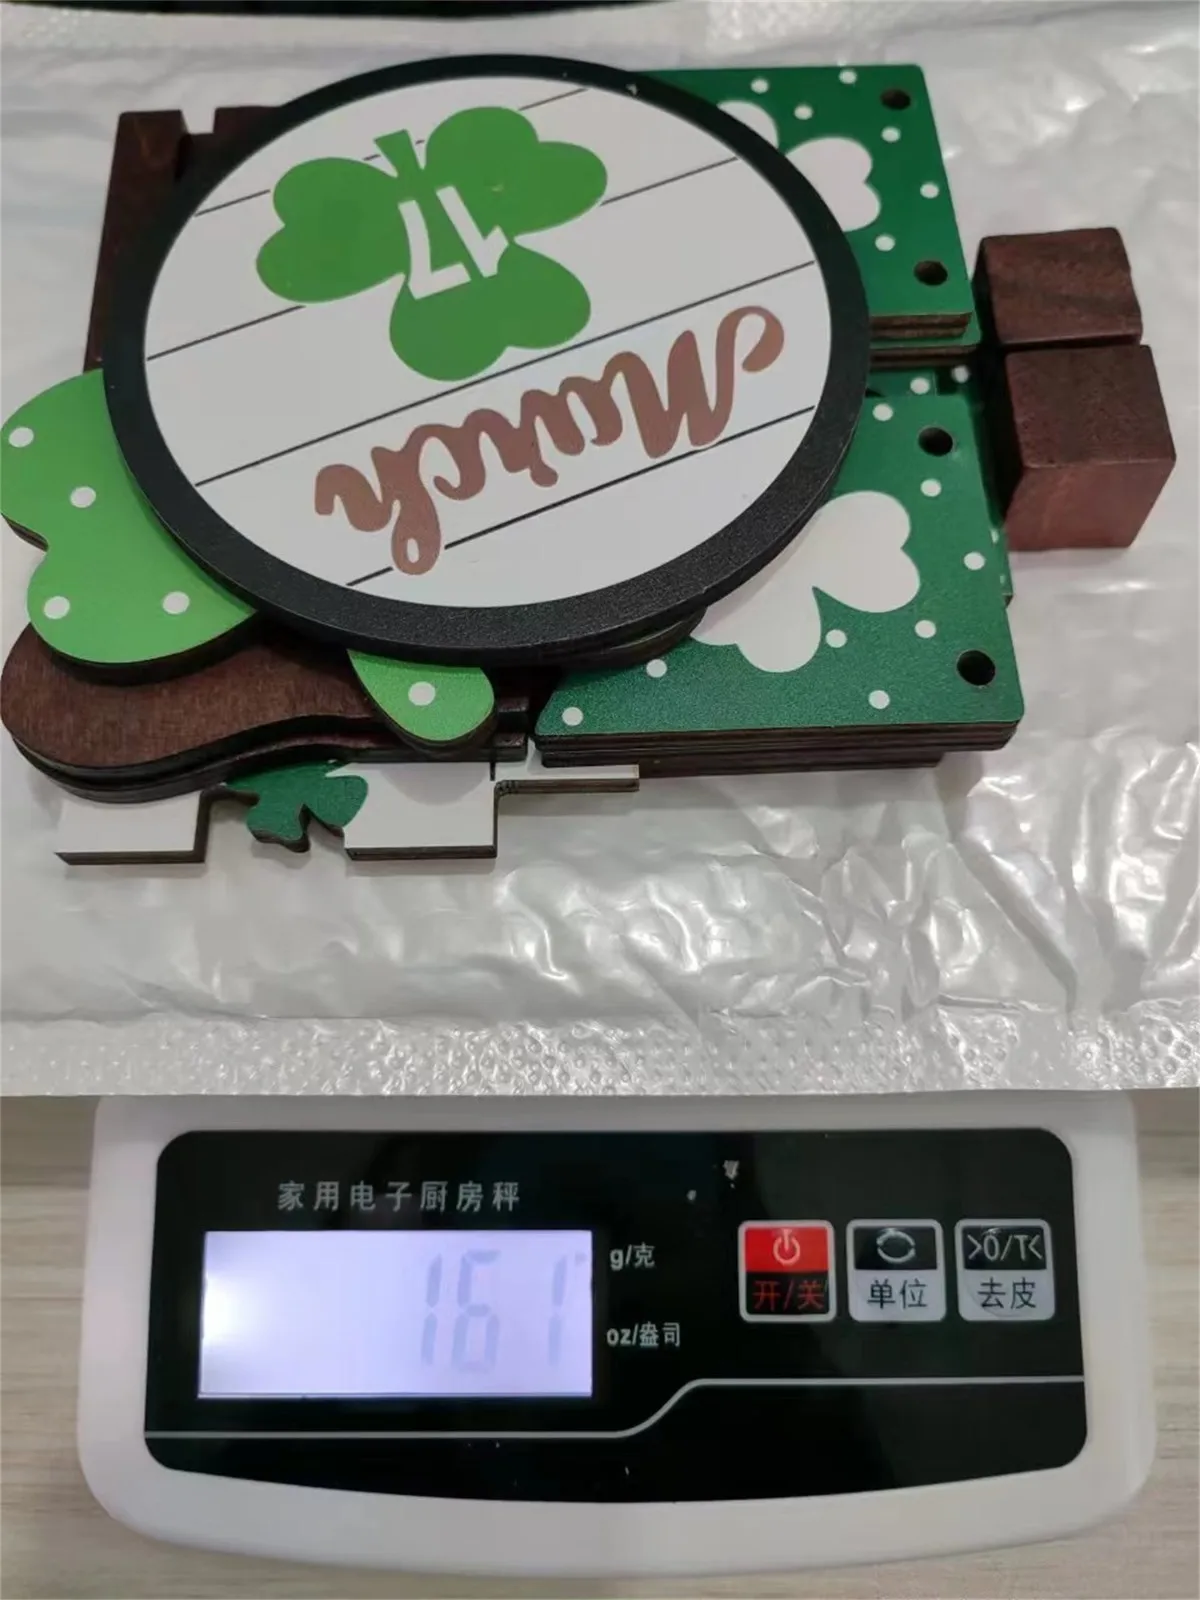 March
17
家用电子厨房秤
161
g/克
oz/盎司
开/关
单位
>0/T<
去皮